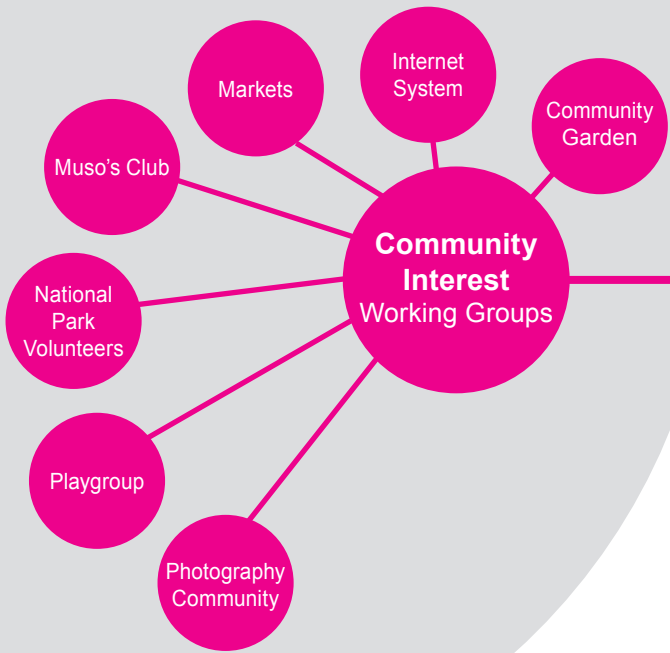 Internet
System
Markets
Community
Garden
Muso's Club
Community
Interest
Working Groups
National
Park
Volunteers
Playgroup
Photography
Community